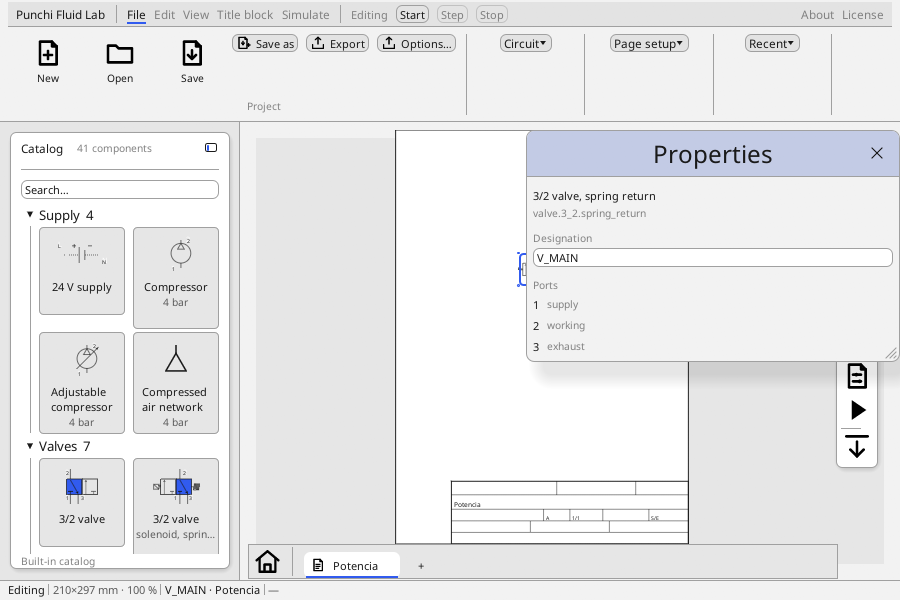 Punchi Fluid Lab
File Edit View Title block Simulate Editing Start Step Stop About License
New Open Save
Save as Export Options...
Project
Circuit Page setup Recent
Catalog 41 components
Search...
Supply 4
24 V supply
Compressor
4 bar
Adjustable
compressor
4 bar
Compressed
air network
4 bar
Valves 7
3/2 valve
3/2 valve
solenoid, sprin...
Built-in catalog
Properties
3/2 valve, spring return
valve.3_2.spring_return
Designation
V_MAIN
Ports
1 supply
2 working
3 exhaust
Potencia
A 1/1 S/E
Potencia +
Editing 210×297 mm · 100 % V_MAIN · Potencia —